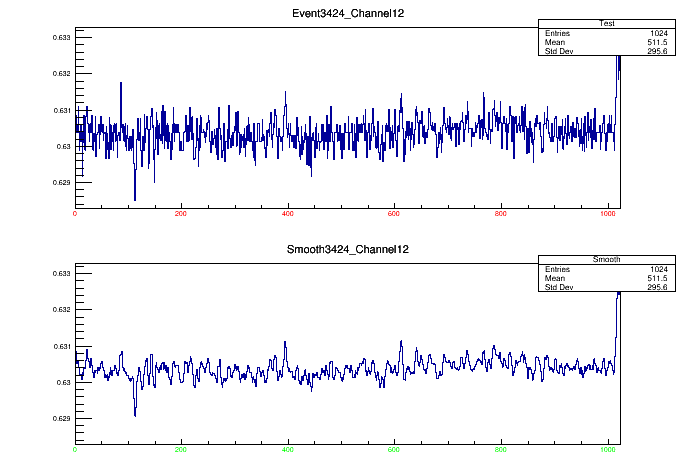 Event3424_Channel12
Test
Entries 1024
Mean 511.5
Std Dev 295.6
0.633
0.632
0.631
0.63
0.629
0 200 400 600 800 1000
Smooth3424_Channel12
Smooth
Entries 1024
Mean 511.5
Std Dev 295.6
0.633
0.632
0.631
0.63
0.629
0 200 400 600 800 1000